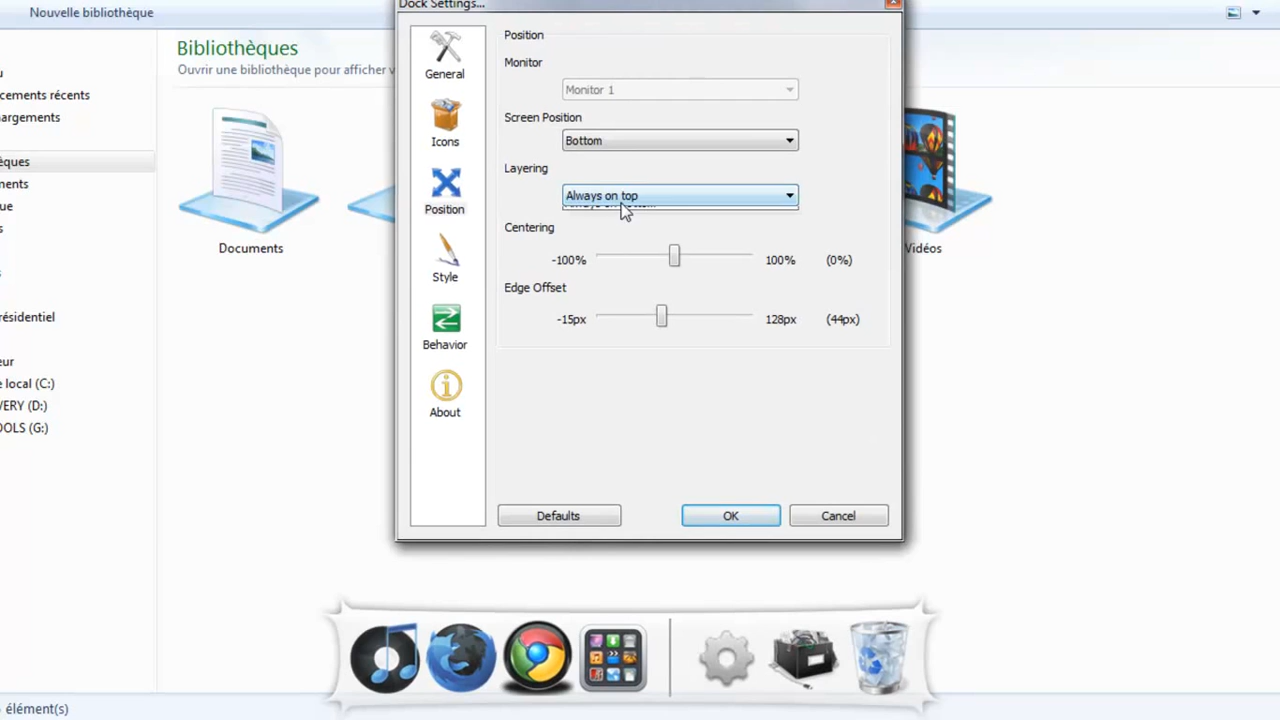 Nouvelle bibliothèque
Dock Settings...
Bibliothèques
Ouvrir une bibliothèque pour afficher
cements récents
argements
èques
ments
Documents
Vidéos
ésidentiel
eur
e local (C:)
VERY (D:)
OOLS (G:)
élément(s)
General
Icons
Position
Style
Behavior
About
Position
Monitor
Monitor 1
Screen Position
Bottom
Layering
Always on top
Centering
-100% 100% (0%)
Edge Offset
-15px 128px (44px)
Defaults OK Cancel